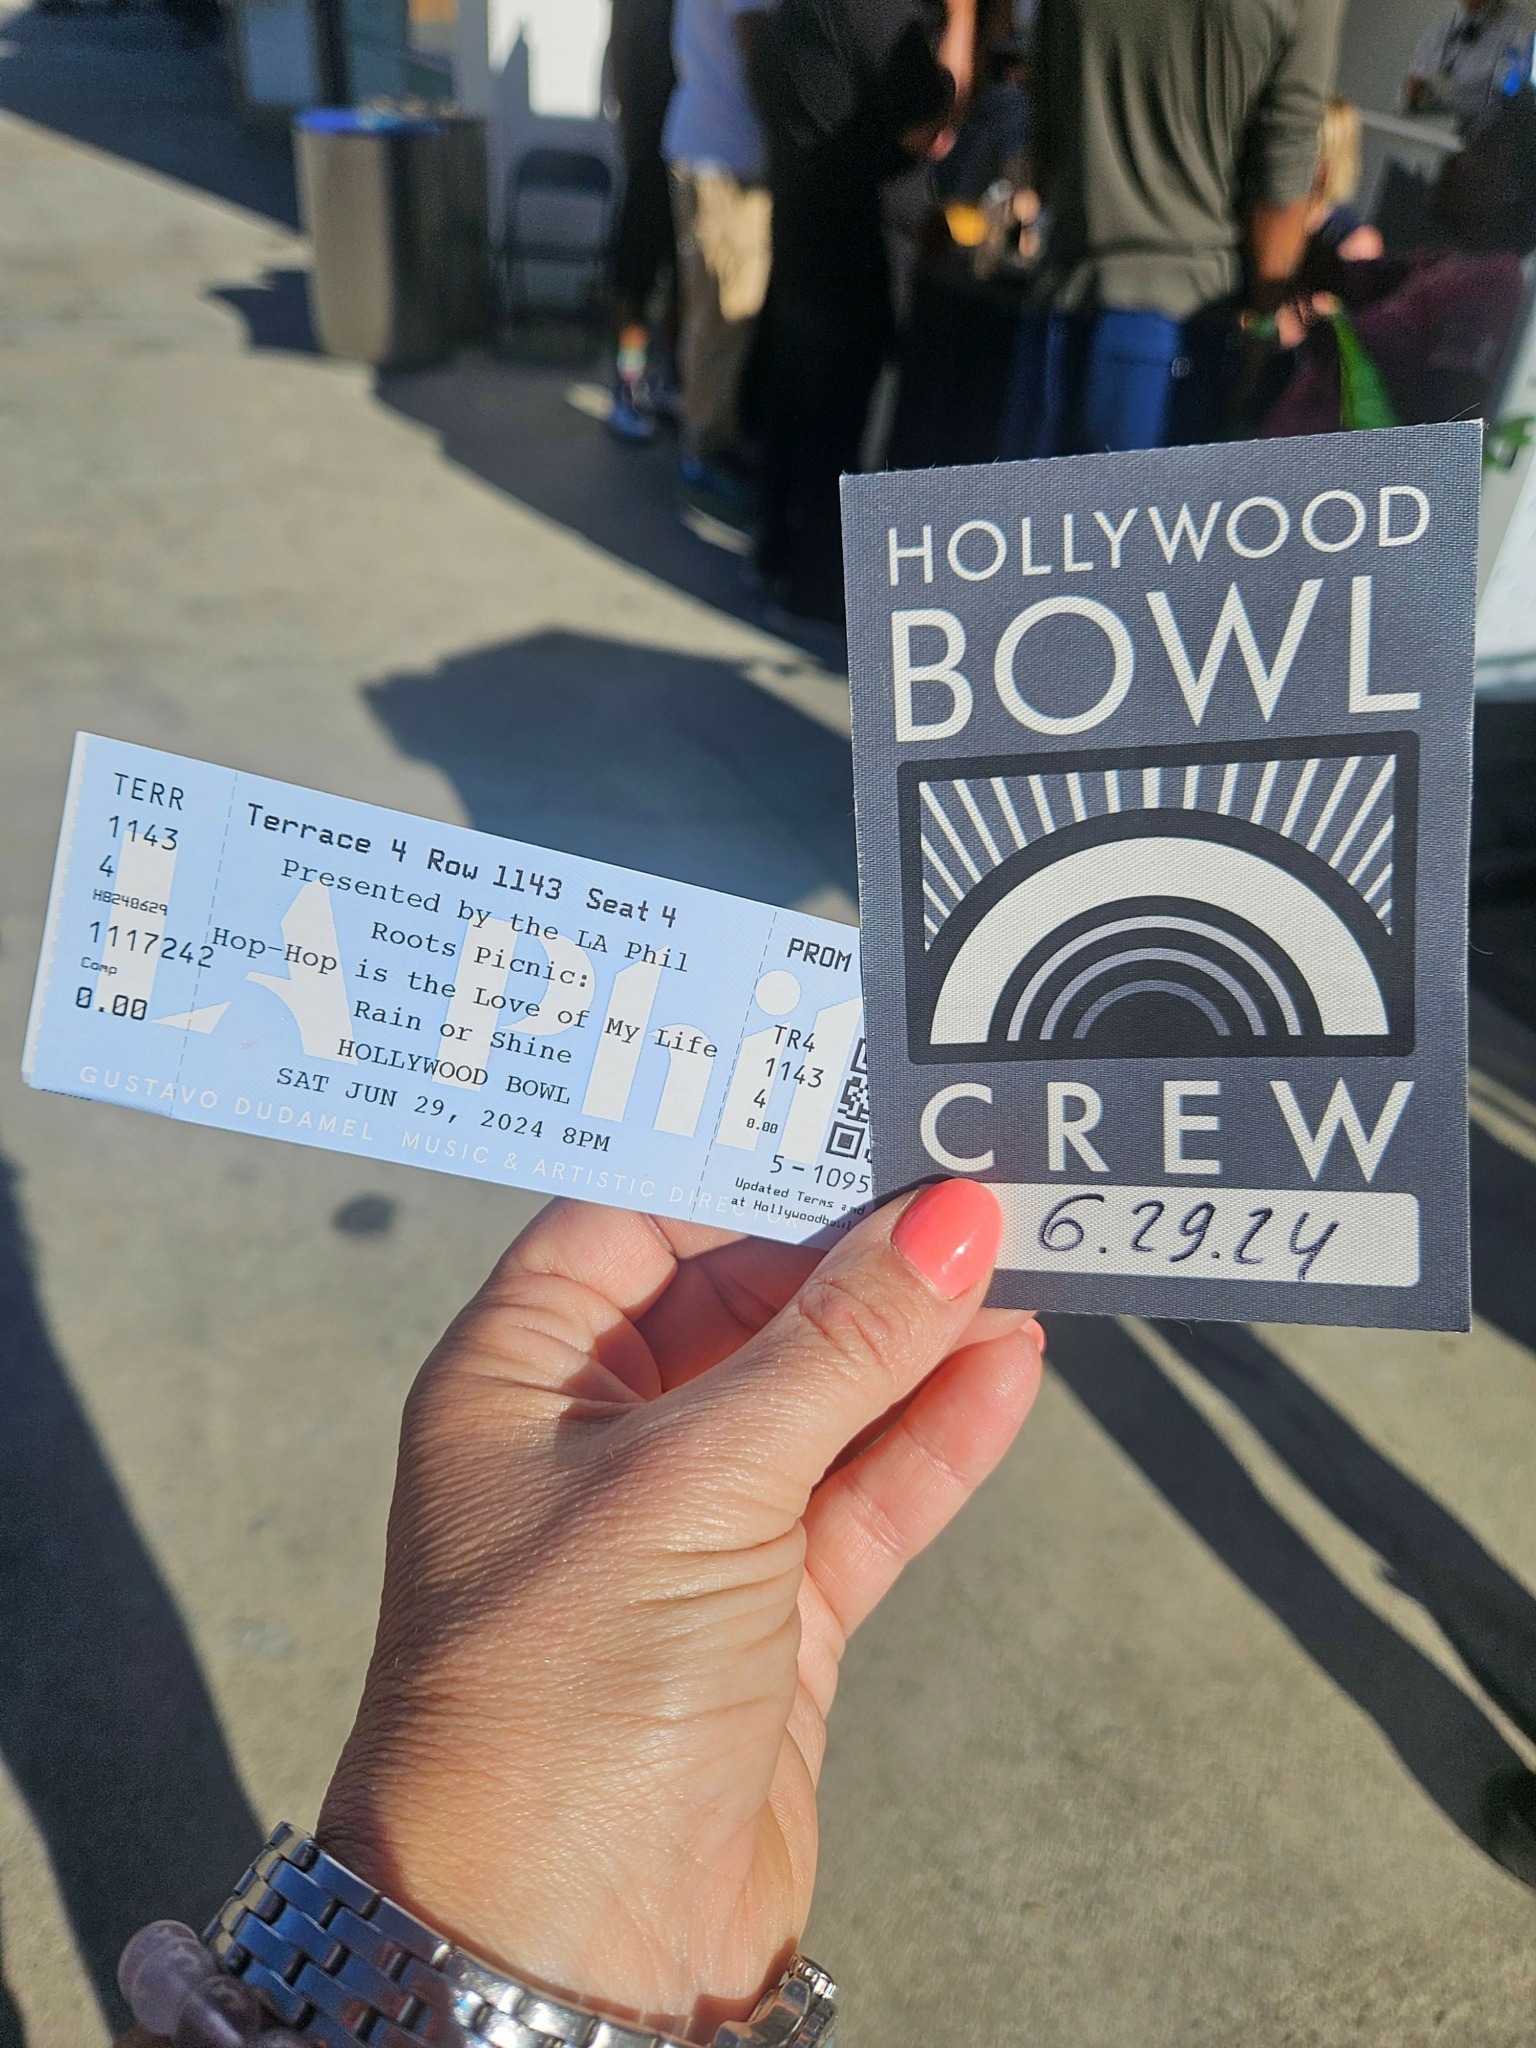 TERR
1143
4
HB240629
1117242
Comp
0.00
Terrace 4 Row 1143 Seat 4
Presented by the LA Phil
Roots Picnic:
Hop-Hop is the Love of My Life
Rain or Shine
HOLLYWOOD BOWL
SAT JUN 29, 2024 8PM
LA Phil
GUSTAVO DUDAMEL MUSIC & ARTISTIC DIRECTOR
PROM
TR4
1143
4
0.00
5-1095
Updated Terms and
at Hollywoodbowl
HOLLYWOOD
BOWL
CREW
6.29.24